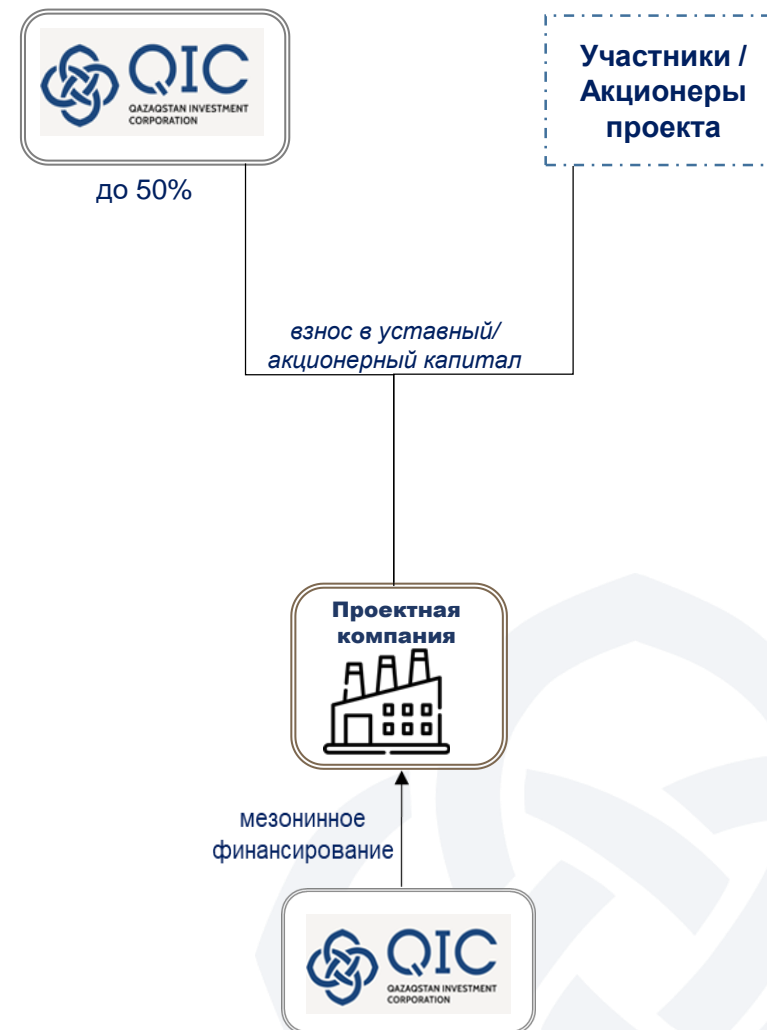 QIC
QAZAQSTAN INVESTMENT
CORPORATION
Участники /
Акционеры
проекта
до 50%
взнос в уставный/
акционерный капитал
Проектная
компания
мезонинное
финансирование
QIC
QAZAQSTAN INVESTMENT
CORPORATION